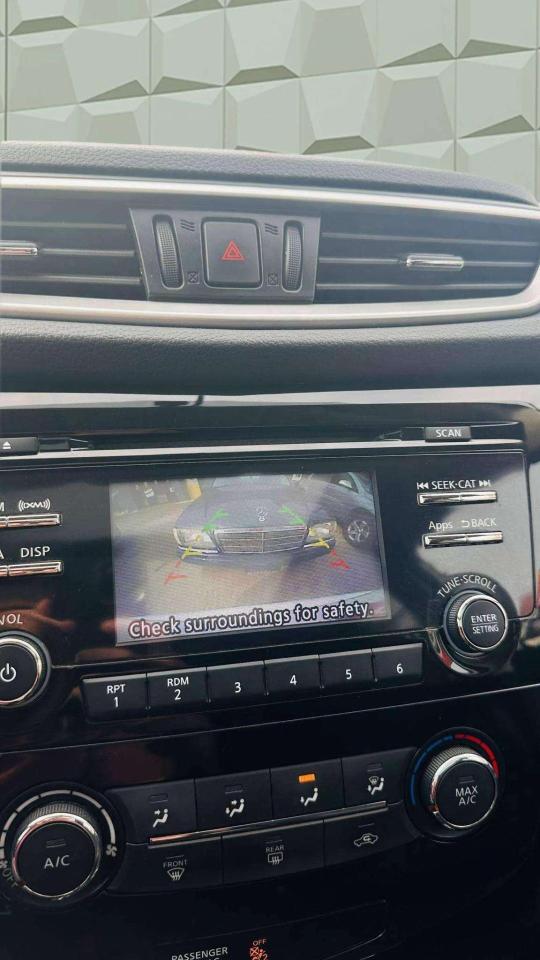 SCAN
SEEK·CAT
((XM))
Apps
BACK
DISP
TUNE·SCROLL
VOL
ENTER
SETTING
Check surroundings for safety.
RPT
1
RDM
2
3
4
5
6
MAX
A/C
A/C
FRONT
REAR
OFF
PASSENGER